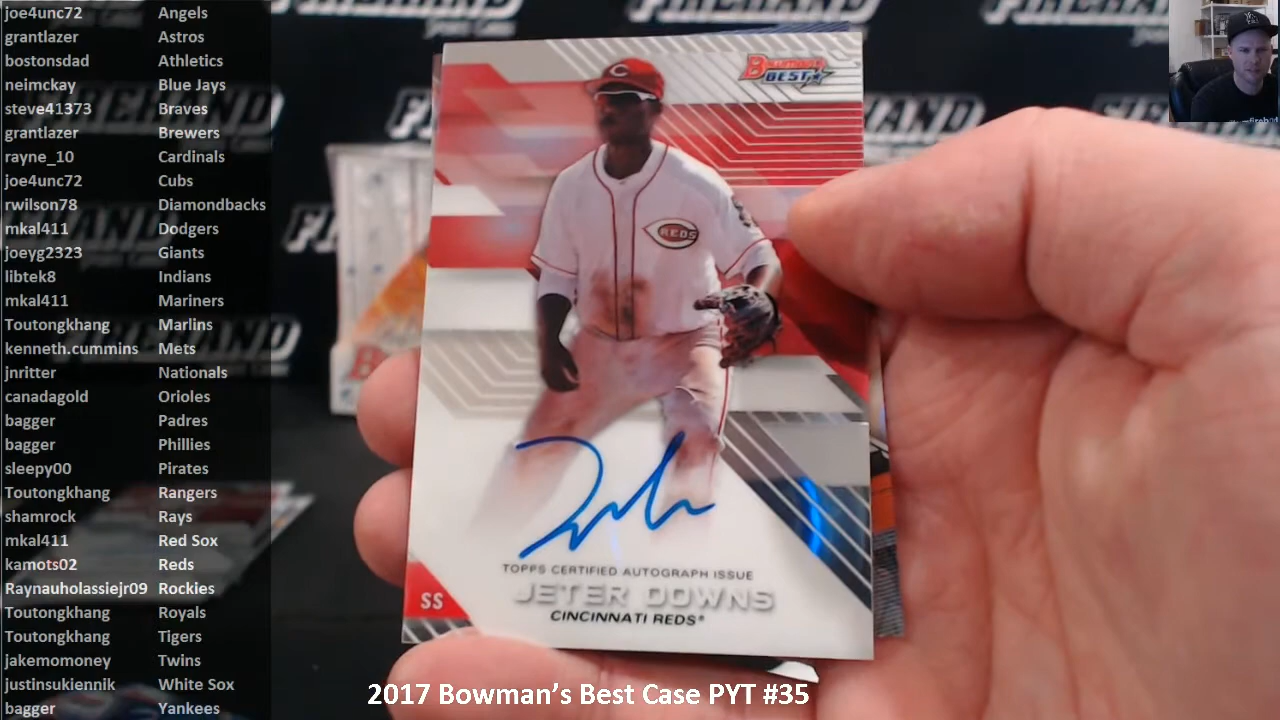 joe4unc72 Angels
grantlazer Astros
bostonsdad Athletics
neimckay Blue Jays
steve41373 Braves
grantlazer Brewers
rayne_10 Cardinals
joe4unc72 Cubs
rwilson78 Diamondbacks
mkal411 Dodgers
joeyg2323 Giants
libtek8 Indians
mkal411 Mariners
Toutongkhang Marlins
kenneth.cummins Mets
jnritter Nationals
canadagold Orioles
bagger Padres
bagger Phillies
sleepy00 Pirates
Toutongkhang Rangers
shamrock Rays
mkal411 Red Sox
kamots02 Reds
Raynauholassiejr09 Rockies
Toutongkhang Royals
Toutongkhang Tigers
jakemomoney Twins
justinsukiennik White Sox
bagger Yankees
BOWMAN'S BEST
C
REDS
TOPPS CERTIFIED AUTOGRAPH ISSUE
JETER DOWNS
SS
CINCINNATI REDS®
2017 Bowman's Best Case PYT #35